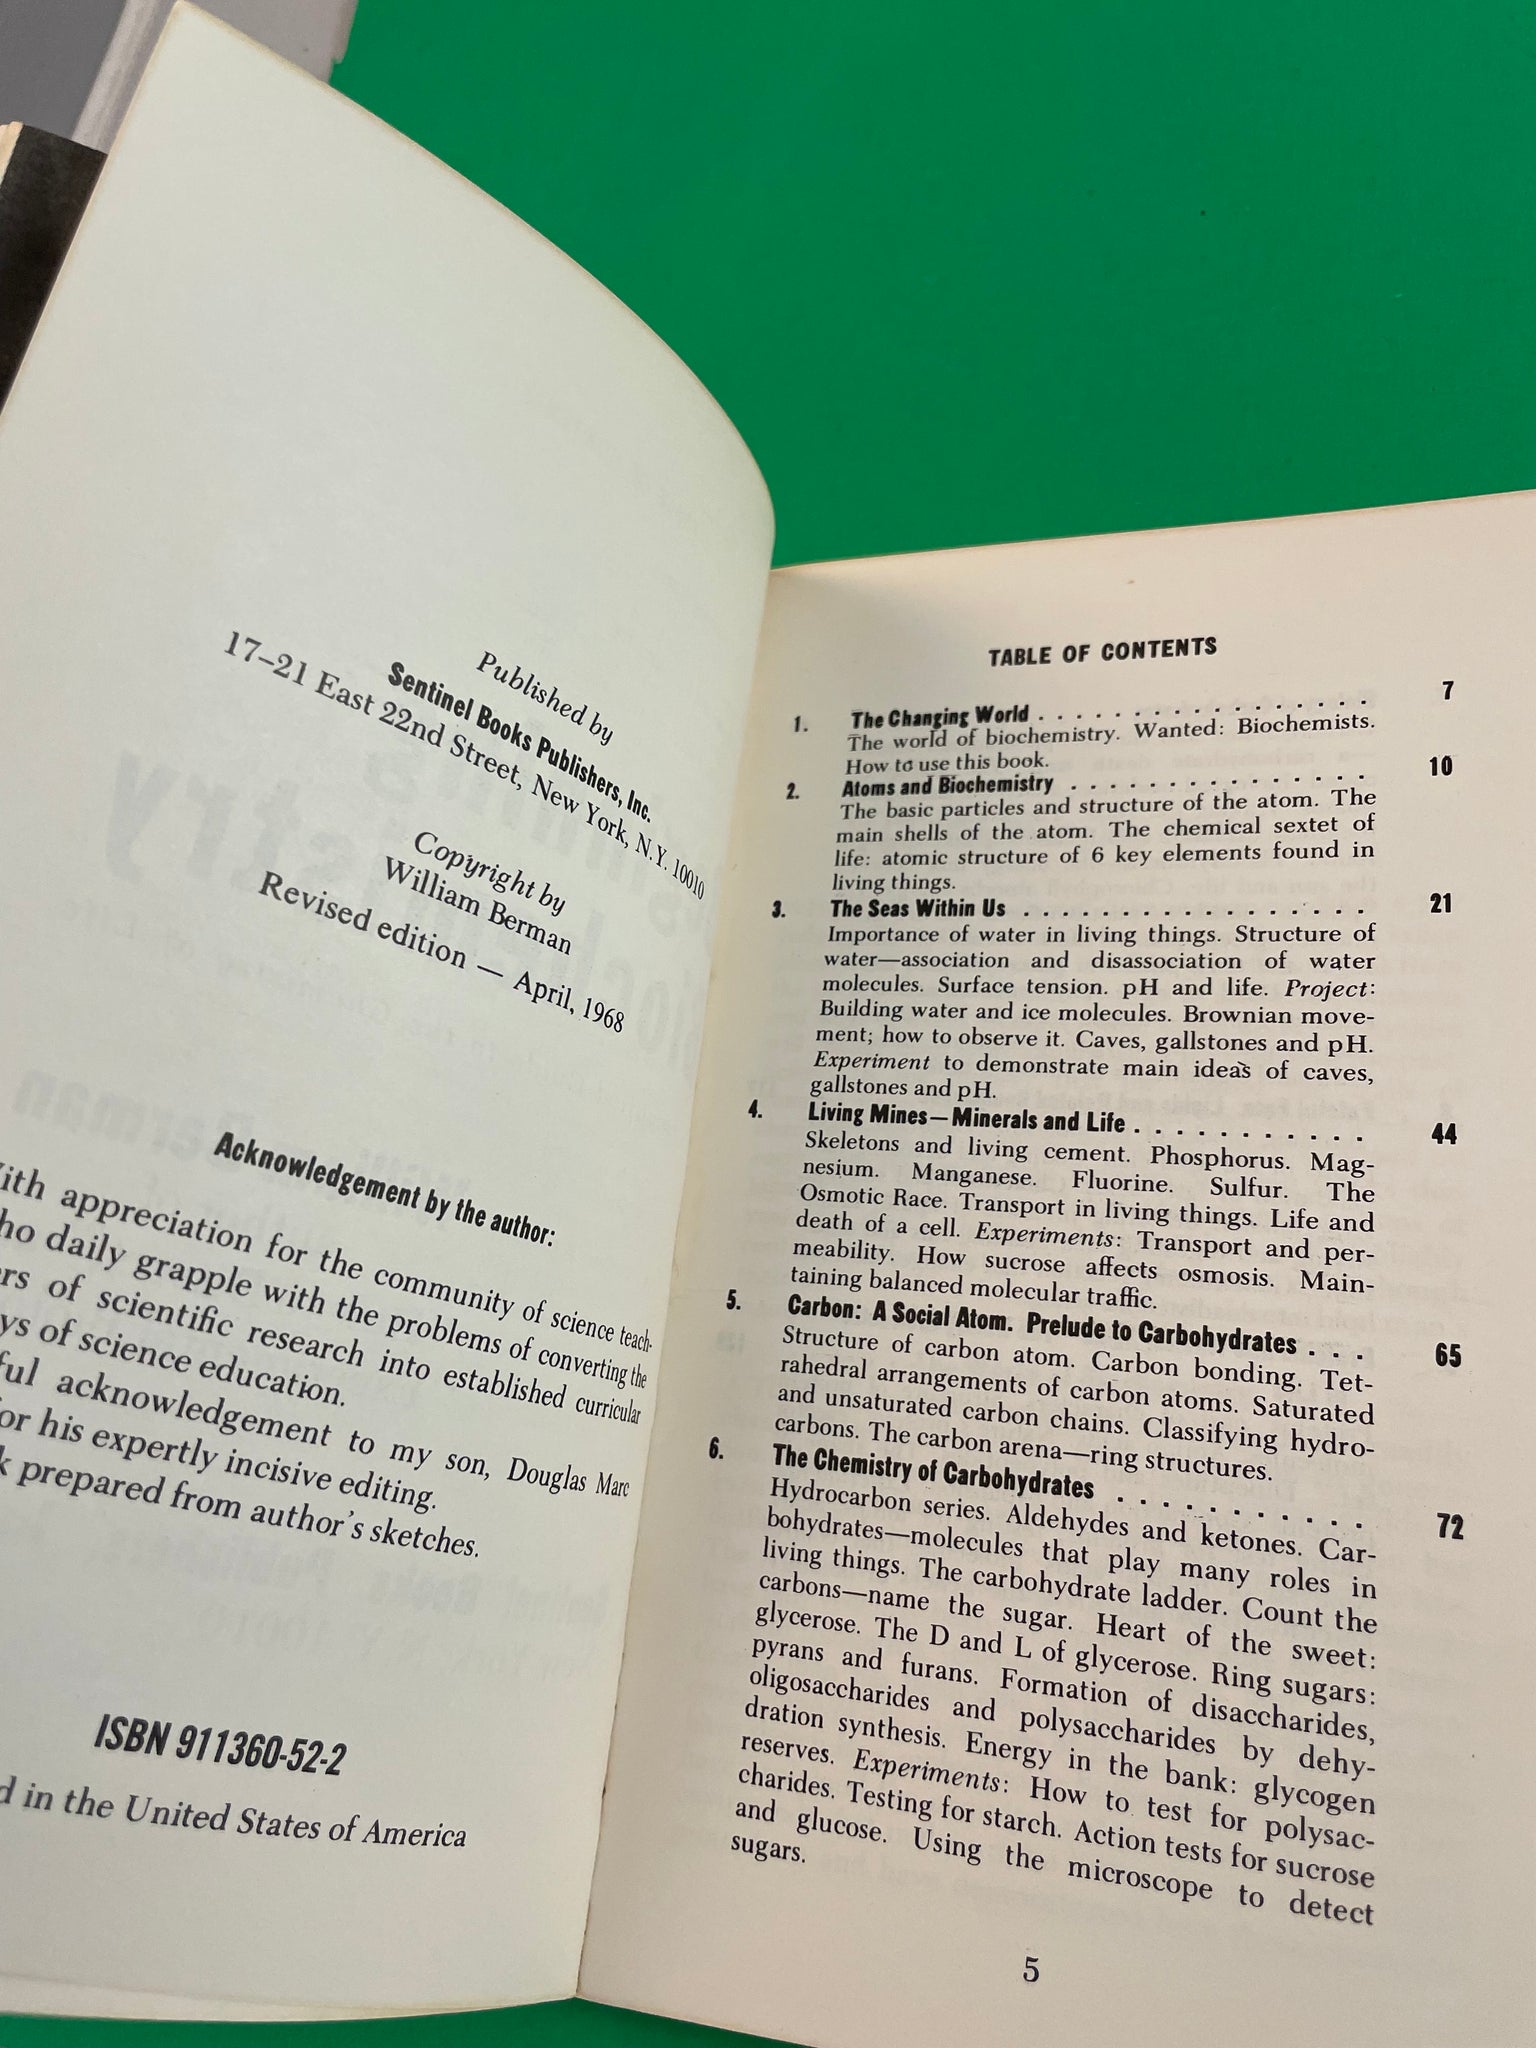 Published by
Sentinel Books Publishers, Inc.
17–21 East 22nd Street, New York, N.Y. 10010
Copyright by
William Berman
Revised edition — April, 1968
Acknowledgement by the author:
appreciation for the community of science teach-
daily grapple with the problems of converting the
of scientific research into established curricular
of science education.
acknowledgement to my son, Douglas Marc
for his expertly incisive editing.
prepared from author's sketches.
ISBN 911360-52-2
in the United States of America
TABLE OF CONTENTS
1. The Changing World . . . . . . . . . . . . . . . . 7
The world of biochemistry. Wanted: Biochemists.
How to use this book.
2. Atoms and Biochemistry . . . . . . . . . . . . . . 10
The basic particles and structure of the atom. The
main shells of the atom. The chemical sextet of
life: atomic structure of 6 key elements found in
living things.
3. The Seas Within Us . . . . . . . . . . . . . . . . 21
Importance of water in living things. Structure of
water—association and disassociation of water
molecules. Surface tension. pH and life. Project:
Building water and ice molecules. Brownian move-
ment; how to observe it. Caves, gallstones and pH.
Experiment to demonstrate main ideas of caves,
gallstones and pH.
4. Living Mines—Minerals and Life . . . . . . . . . . . 44
Skeletons and living cement. Phosphorus. Mag-
nesium. Manganese. Fluorine. Sulfur. The
Osmotic Race. Transport in living things. Life and
death of a cell. Experiments: Transport and per-
meability. How sucrose affects osmosis. Main-
taining balanced molecular traffic.
5. Carbon: A Social Atom. Prelude to Carbohydrates . . . 65
Structure of carbon atom. Carbon bonding. Tet-
rahedral arrangements of carbon atoms. Saturated
and unsaturated carbon chains. Classifying hydro-
carbons. The carbon arena—ring structures.
6. The Chemistry of Carbohydrates . . . . . . . . . . 72
Hydrocarbon series. Aldehydes and ketones. Car-
bohydrates—molecules that play many roles in
living things. The carbohydrate ladder. Count the
carbons—name the sugar. Heart of the sweet:
glycerose. The D and L of glycerose. Ring sugars:
pyrans and furans. Formation of disaccharides,
oligosaccharides and polysaccharides by dehy-
dration synthesis. Energy in the bank: glycogen
reserves. Experiments: How to test for polysac-
charides. Testing for starch. Action tests for sucrose
and glucose. Using the microscope to detect
sugars.
5